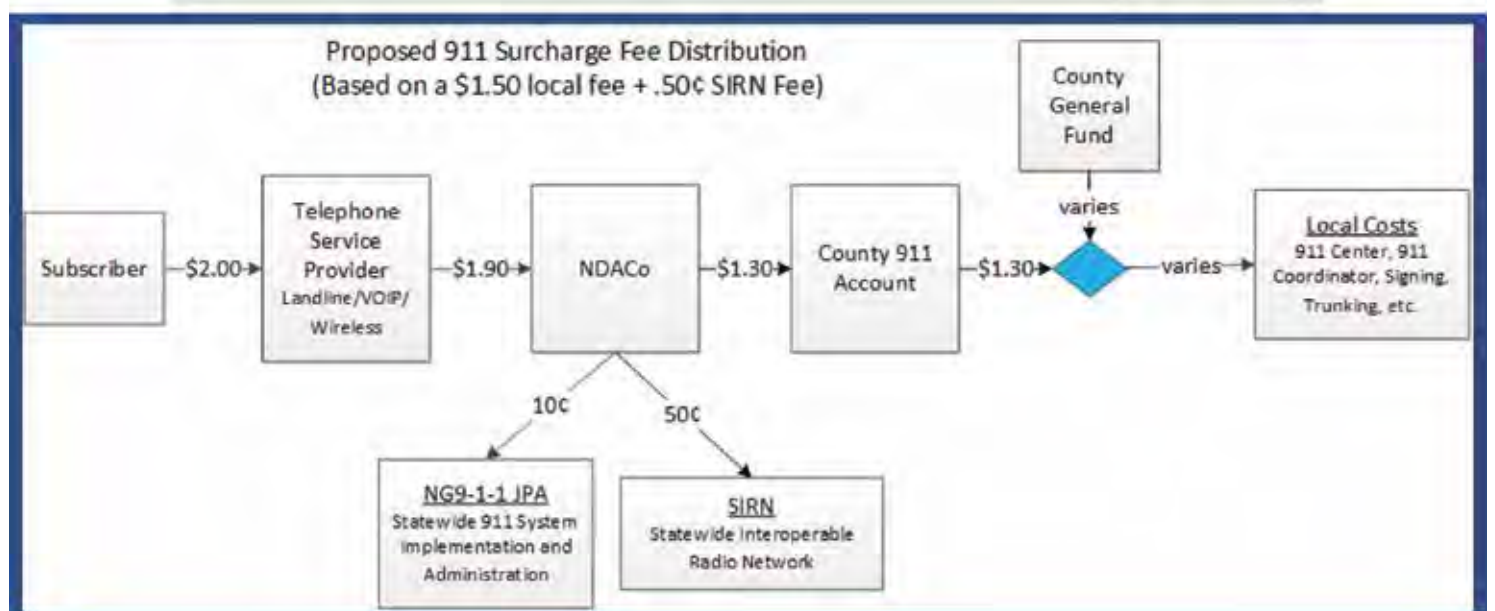 Proposed 911 Surcharge Fee Distribution
(Based on a $1.50 local fee + .50¢ SIRN Fee)
County
General
Fund
varies
Subscriber
$2.00
Telephone
Service
Provider
Landline/VOIP/
Wireless
$1.90
NDACo
$1.30
County 911
Account
$1.30
varies
Local Costs
911 Center, 911
Coordinator, Signing,
Trunking, etc.
10¢
50¢
NG9-1-1 JPA
Statewide 911 System
Implementation and
Administration
SIRN
Statewide Interoperable
Radio Network